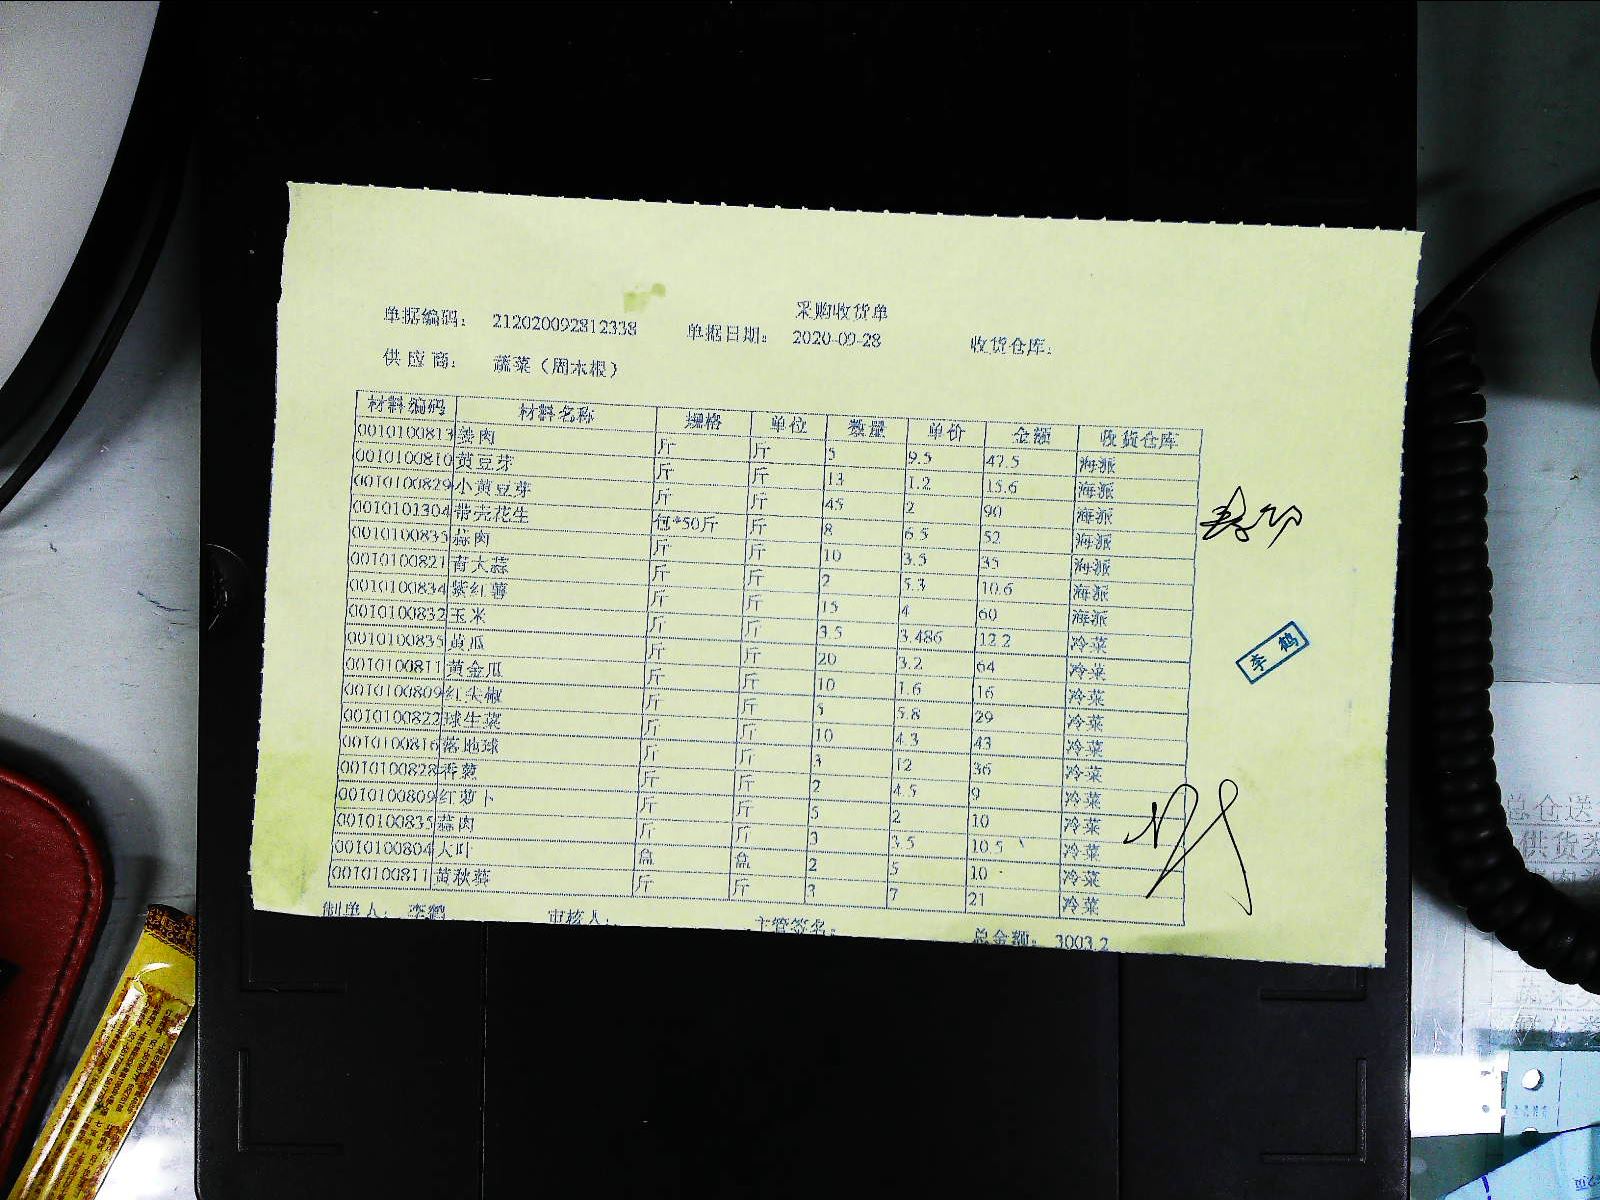 采购收货单
单据编码： 212020092812338 单据日期： 2020-09-28 收货仓库：
供应商： 蔬菜（周木根）
材料编码 材料名称 规格 单位 数量 单价 金额 收货仓库
0010100813 肉 斤 斤 5 9.5 47.5 海派
0010100810 黄豆芽 斤 斤 13 1.2 15.6 海派
0010100829 小黄豆芽 斤 斤 45 2 90 海派
0010101304 带壳花生 包*50斤 斤 8 6.5 52 海派
0010100835 蒜肉 斤 斤 10 3.5 35 海派
0010100821 青大蒜 斤 斤 2 5.3 10.6 海派
0010100834 紫红薯 斤 斤 15 4 60 海派
0010100832 玉米 斤 斤 3.5 3.486 12.2 冷菜
0010100835 黄瓜 斤 斤 20 3.2 64 冷菜
0010100811 黄金瓜 斤 斤 10 1.6 16 冷菜
0010100809 红尖椒 斤 斤 5 5.8 29 冷菜
0010100822 球生菜 斤 斤 10 4.3 43 冷菜
0010100816 落地球 斤 斤 3 12 36 冷菜
0010100828 香葱 斤 斤 2 4.5 9 冷菜
0010100809 红萝卜 斤 斤 5 2 10 冷菜
0010100835 蒜肉 斤 斤 3 3.5 10.5 冷菜
0010100804 大叶 盒 盒 2 5 10 冷菜
0010100811 黄秋葵 斤 斤 3 7 21 冷菜
制单人： 李鹤 审核人： 主管签名： 总金额： 3003.2
李鹤
总仓送
供货类